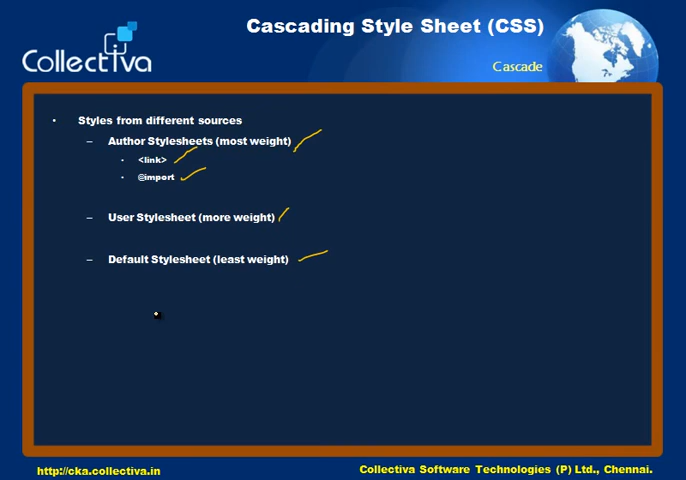 Collectiva
Cascading Style Sheet (CSS)
Cascade
• Styles from different sources
– Author Stylesheets (most weight)
• <link>
• @import
– User Stylesheet (more weight)
– Default Stylesheet (least weight)
http://cka.collectiva.in
Collectiva Software Technologies (P) Ltd., Chennai.